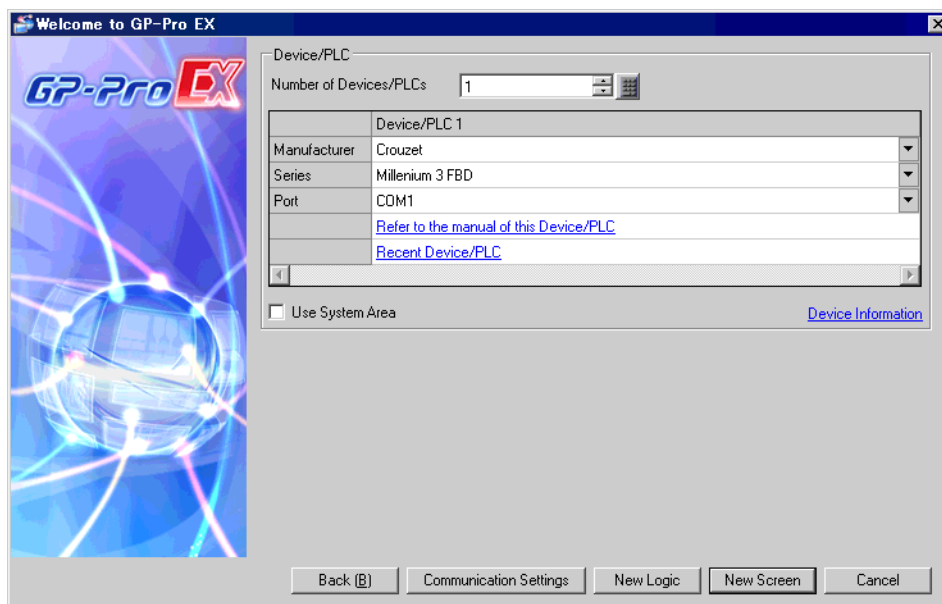 Welcome to GP-Pro EX
GP-Pro EX
Device/PLC
Number of Devices/PLCs 1
Device/PLC 1
Manufacturer Crouzet
Series Millenium 3 FBD
Port COM1
Refer to the manual of this Device/PLC
Recent Device/PLC
Use System Area Device Information
Back (B) Communication Settings New Logic New Screen Cancel